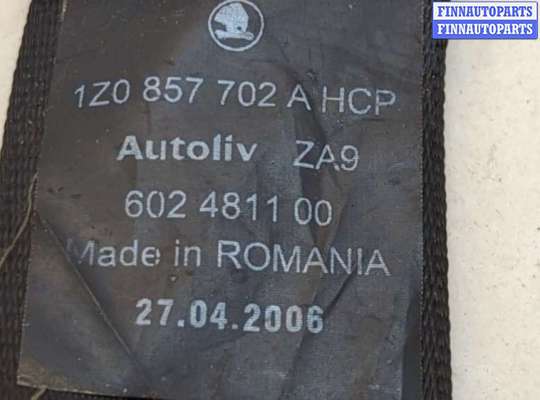 FINNAUTOPARTS
FINNAUTOPARTS
1Z0 857 702 A HCP
Autoliv ZA9
602 4811 00
Made in ROMANIA
27.04.2006